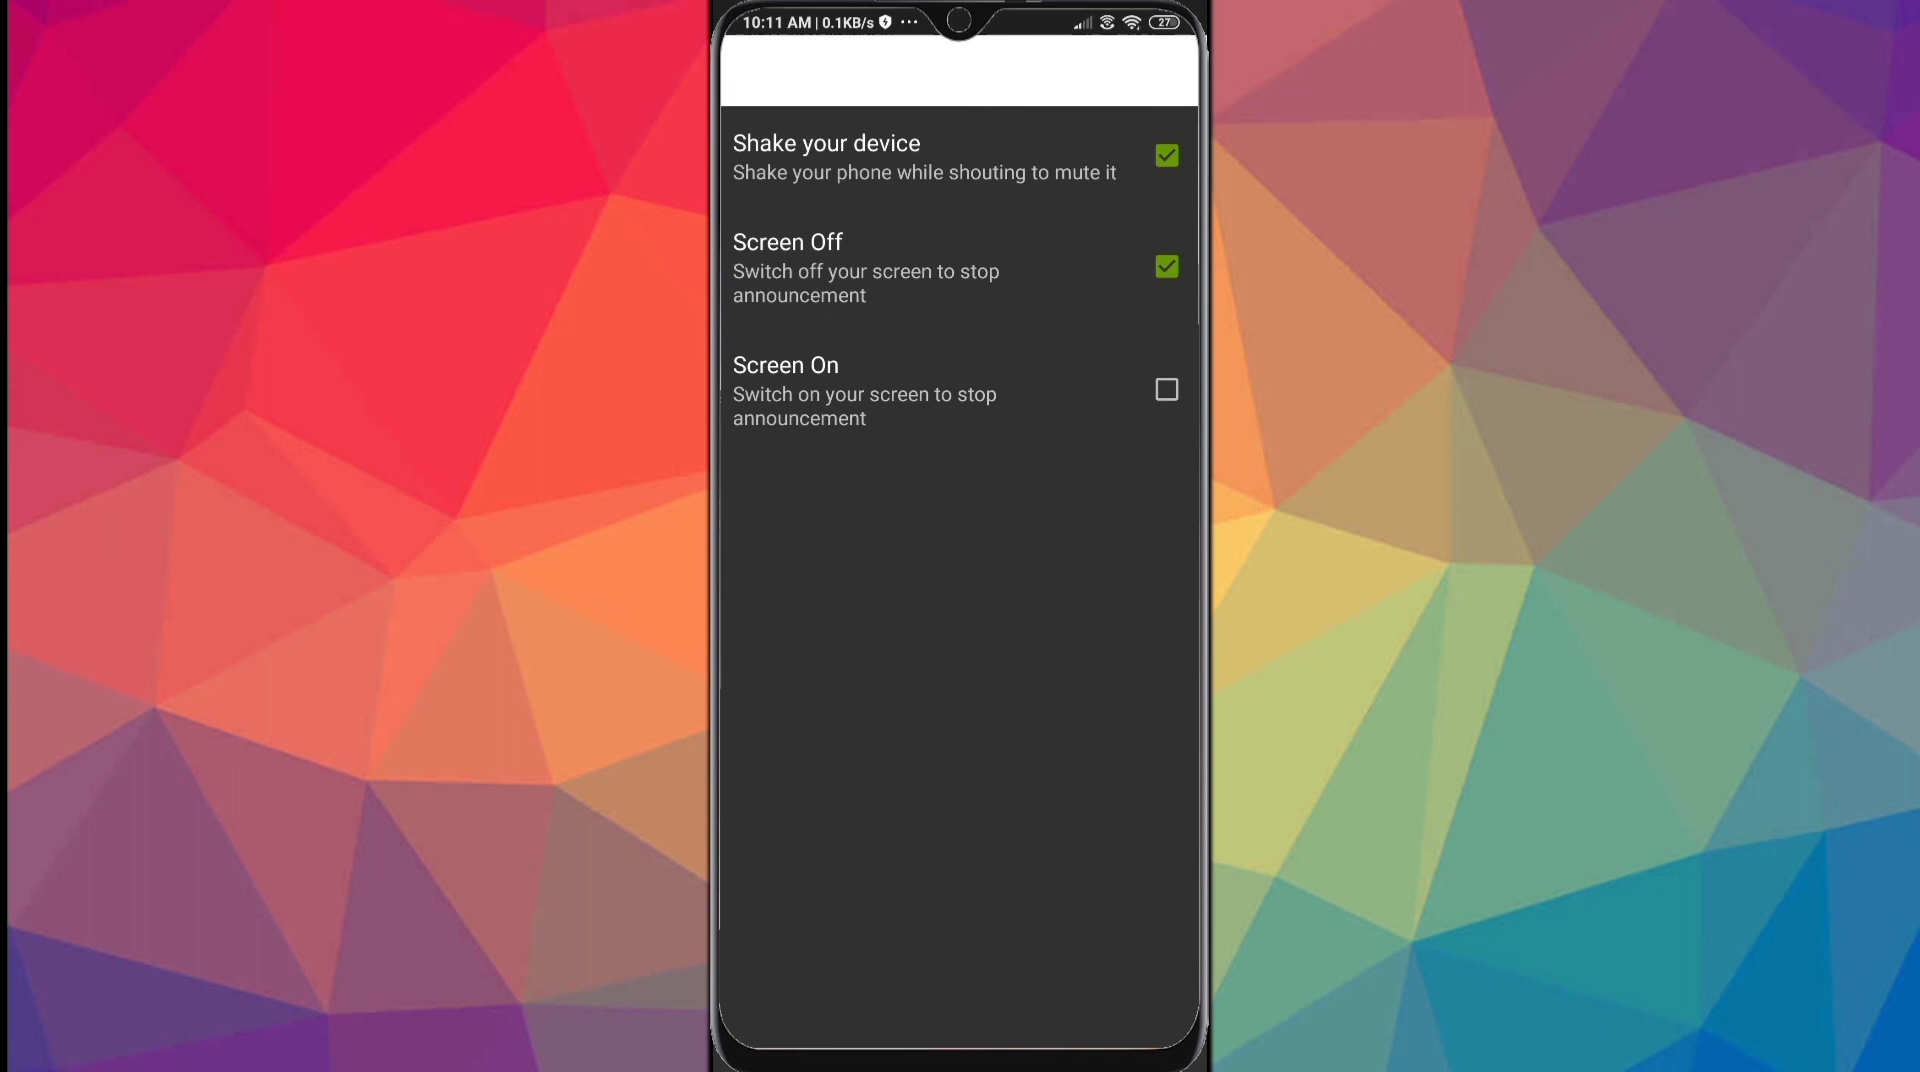 10:11 AM | 0.1KB/s ...
27
Shake your device
Shake your phone while shouting to mute it
Screen Off
Switch off your screen to stop
announcement
Screen On
Switch on your screen to stop
announcement